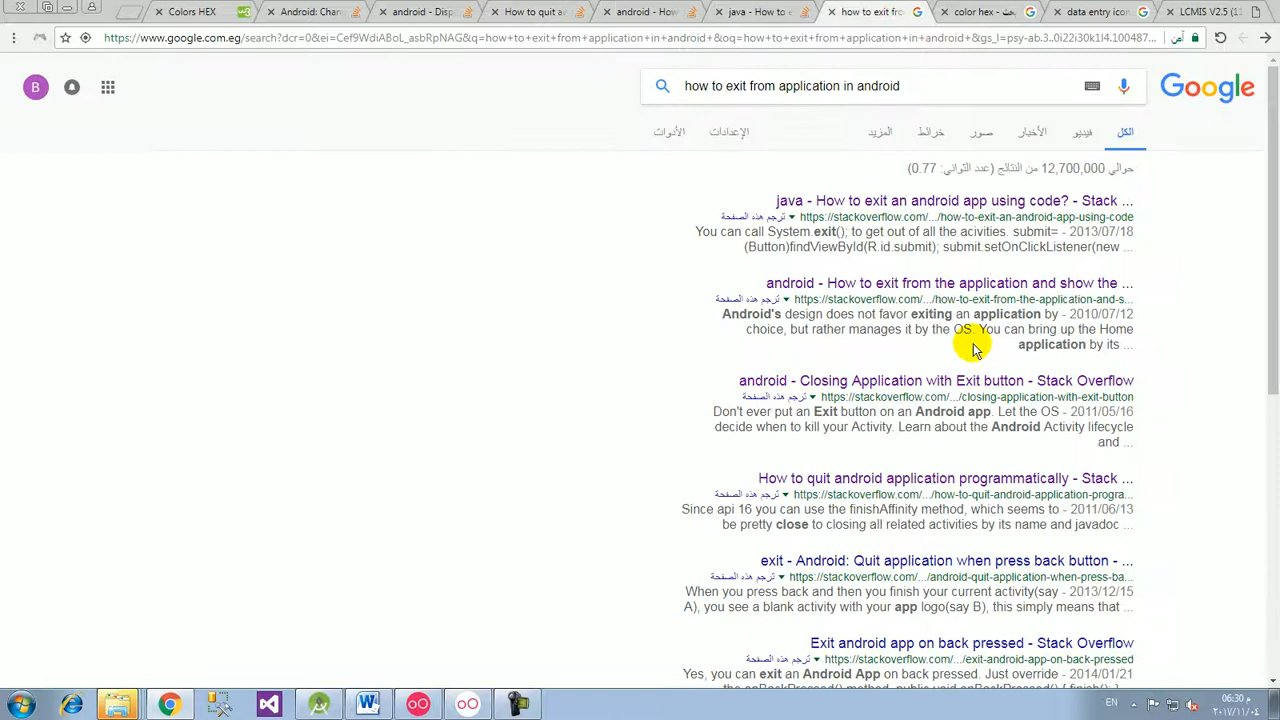 Colors HEX
Android: Chan
android - Disp
How to quit a
android - How
java - How to e
how to exit fro
color hex - بحث
data entry icon
LCMIS V2.5 (11
https://www.google.com.eg/search?dcr=0&ei=Cef9WdiABoL_asbRpNAG&q=how+to+exit+from+application+in+android+&oq=how+to+exit+from+application+in+android+&gs_l=psy-ab.3..0i22i30k1l4.100487...
آمن
B
how to exit from application in android
Google
الكل
فيديو
الأخبار
صور
خرائط
المزيد
الإعدادات
الأدوات
حوالي 12,700,000 من النتائج (عدد الثواني: 0.77)
java - How to exit an android app using code? - Stack ...
https://stackoverflow.com/.../how-to-exit-an-android-app-using-code ترجم هذه الصفحة
You can call System.exit(); to get out of all the acivities. submit= - 2013/07/18
(Button)findViewById(R.id.submit); submit.setOnClickListener(new ...
android - How to exit from the application and show the ...
https://stackoverflow.com/.../how-to-exit-from-the-application-and-s... ترجم هذه الصفحة
Android's design does not favor exiting an application by - 2010/07/12
choice, but rather manages it by the OS. You can bring up the Home
application by its ...
android - Closing Application with Exit button - Stack Overflow
https://stackoverflow.com/.../closing-application-with-exit-button ترجم هذه الصفحة
Don't ever put an Exit button on an Android app. Let the OS - 2011/05/16
decide when to kill your Activity. Learn about the Android Activity lifecycle
and ...
How to quit android application programmatically - Stack ...
https://stackoverflow.com/.../how-to-quit-android-application-progra... ترجم هذه الصفحة
Since api 16 you can use the finishAffinity method, which seems to - 2011/06/13
be pretty close to closing all related activities by its name and javadoc ...
exit - Android: Quit application when press back button - ...
https://stackoverflow.com/.../android-quit-application-when-press-ba... ترجم هذه الصفحة
When you press back and then you finish your current activity(say - 2013/12/15
A), you see a blank activity with your app logo(say B), this simply means that ...
Exit android app on back pressed - Stack Overflow
https://stackoverflow.com/.../exit-android-app-on-back-pressed ترجم هذه الصفحة
Yes, you can exit an Android App on back pressed. Just override - 2014/01/21
EN
06:30 م
٢٠١٧/١١/٠٤